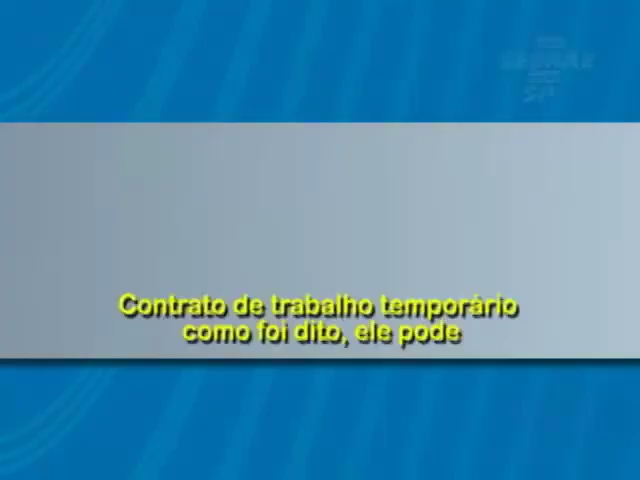 Contrato de trabalho temporário
como foi dito, ele pode